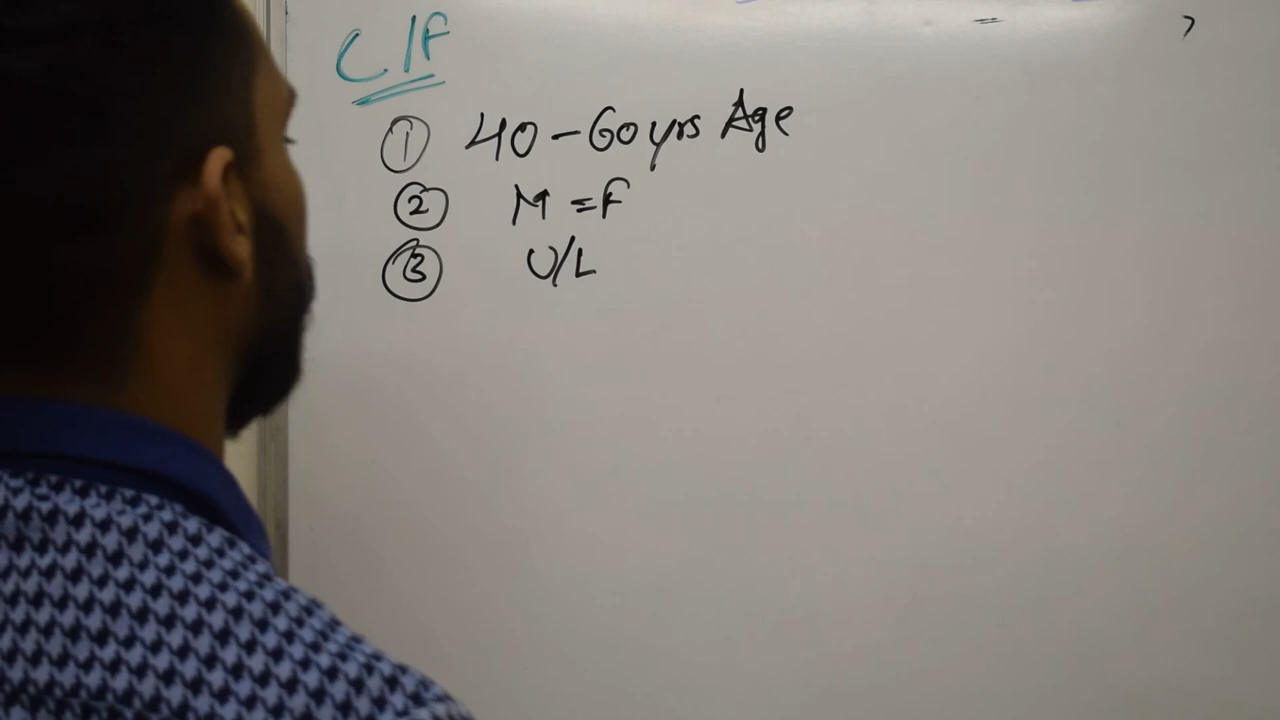 C/F
① 40-60yrs Age
② M = F
③ U/L